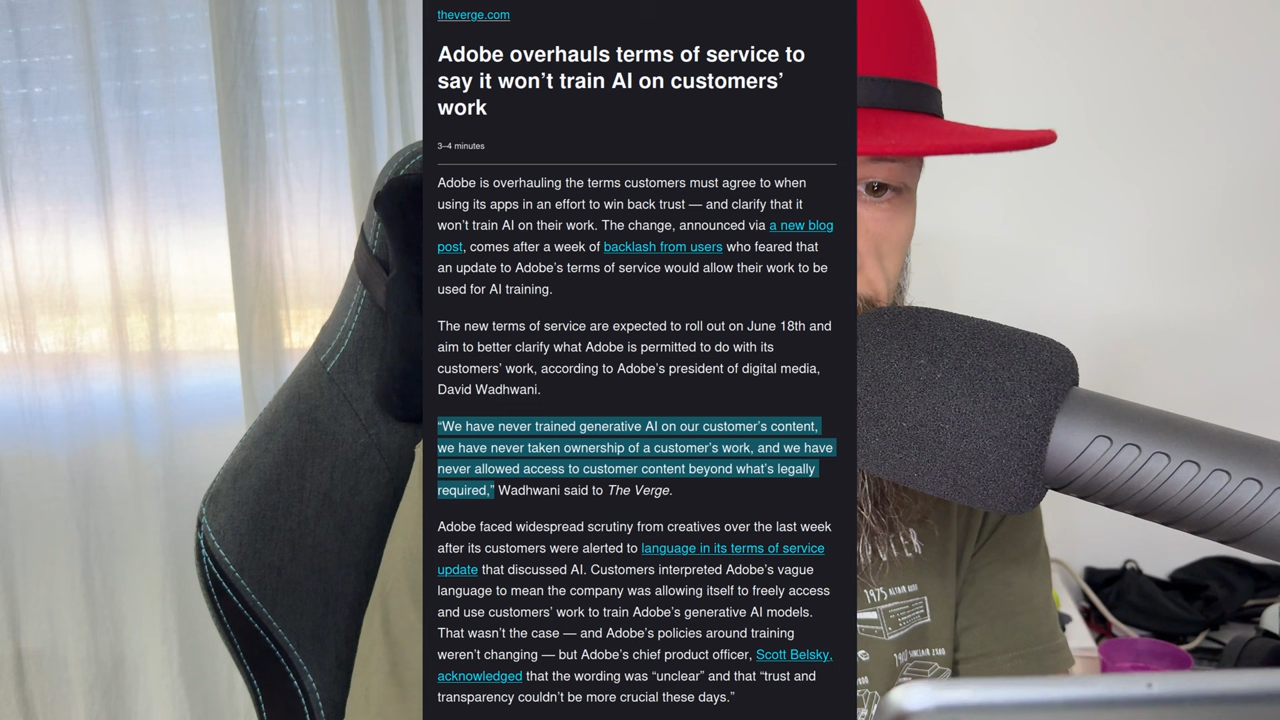 theverge.com
Adobe overhauls terms of service to
say it won’t train AI on customers’
work
3–4 minutes
Adobe is overhauling the terms customers must agree to when
using its apps in an effort to win back trust — and clarify that it
won’t train AI on their work. The change, announced via a new blog
post, comes after a week of backlash from users who feared that
an update to Adobe’s terms of service would allow their work to be
used for AI training.
The new terms of service are expected to roll out on June 18th and
aim to better clarify what Adobe is permitted to do with its
customers’ work, according to Adobe’s president of digital media,
David Wadhwani.
“We have never trained generative AI on our customer’s content,
we have never taken ownership of a customer’s work, and we have
never allowed access to customer content beyond what’s legally
required,” Wadhwani said to The Verge.
Adobe faced widespread scrutiny from creatives over the last week
after its customers were alerted to language in its terms of service
update that discussed AI. Customers interpreted Adobe’s vague
language to mean the company was allowing itself to freely access
and use customers’ work to train Adobe’s generative AI models.
That wasn’t the case — and Adobe’s policies around training
weren’t changing — but Adobe’s chief product officer, Scott Belsky,
acknowledged that the wording was “unclear” and that “trust and
transparency couldn’t be more crucial these days.”
1975 ALTAIR